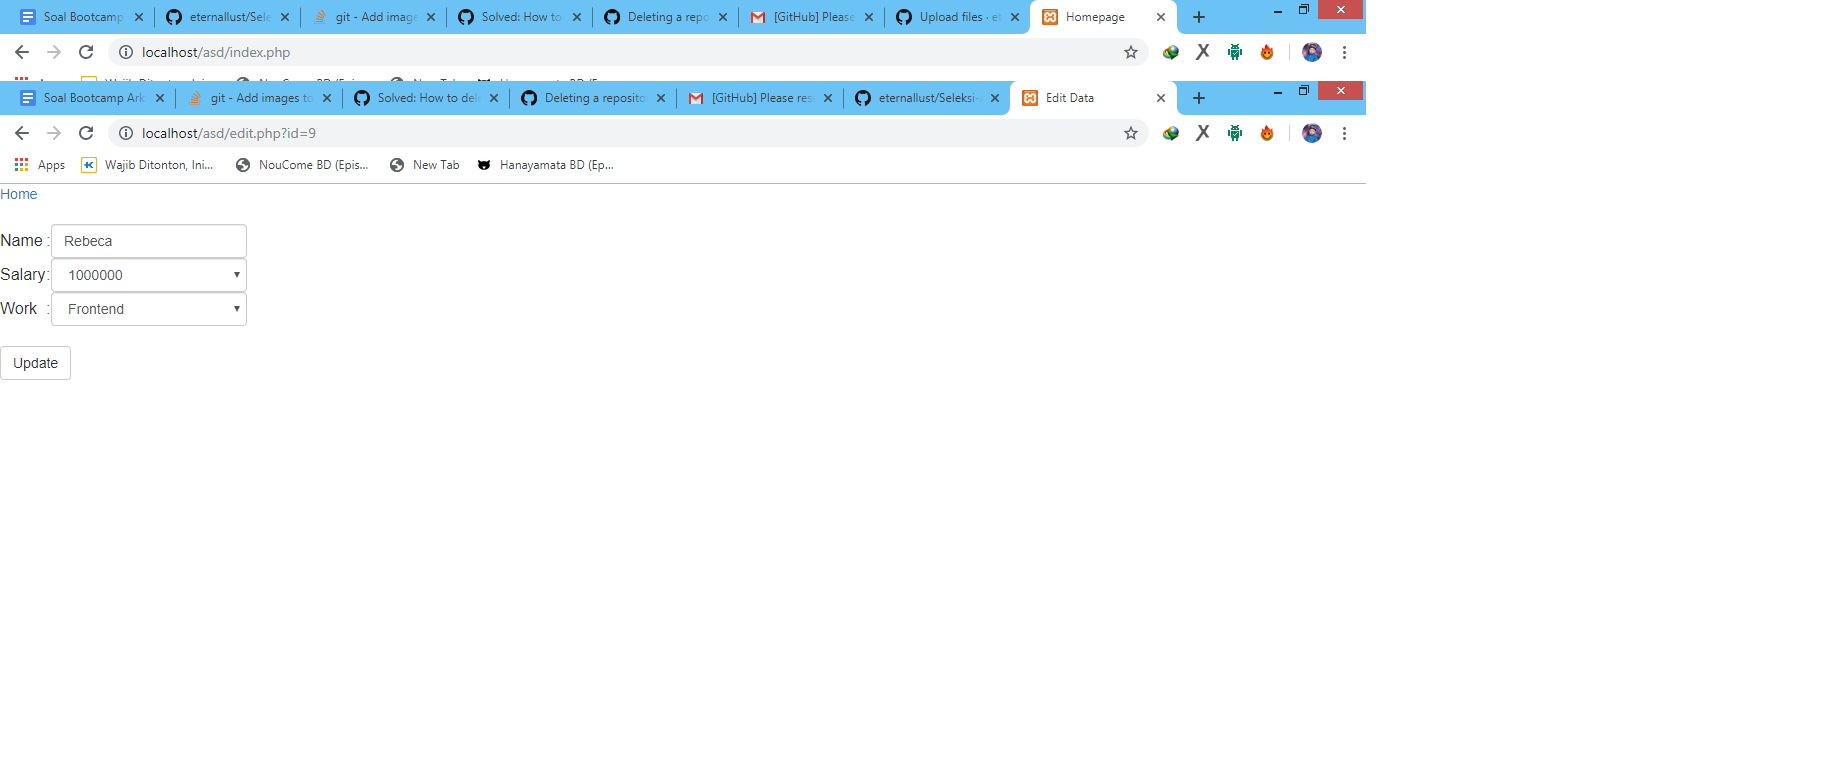 Soal Bootcamp
eternallust/Sele
git - Add image
Solved: How to
Deleting a repo
[GitHub] Please
Upload files · et
Homepage
localhost/asd/index.php
Soal Bootcamp Ark
git - Add images to
Solved: How to dele
Deleting a reposito
[GitHub] Please res
eternallust/Seleksi-
Edit Data
localhost/asd/edit.php?id=9
Apps
Wajib Ditonton, Ini...
NouCome BD (Epis...
New Tab
Hanayamata BD (Ep...
Home
Name : Rebeca
Salary: 1000000
Work : Frontend
Update